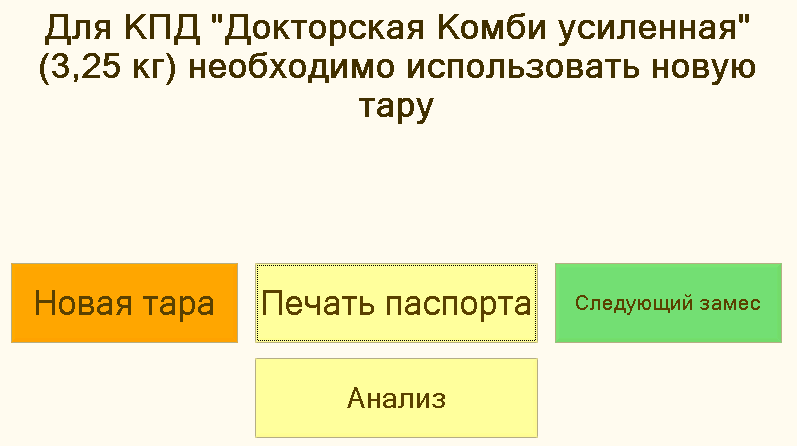 Для КПД "Докторская Комби усиленная"
(3,25 кг) необходимо использовать новую
тару
Новая тара
Печать паспорта
Следующий замес
Анализ